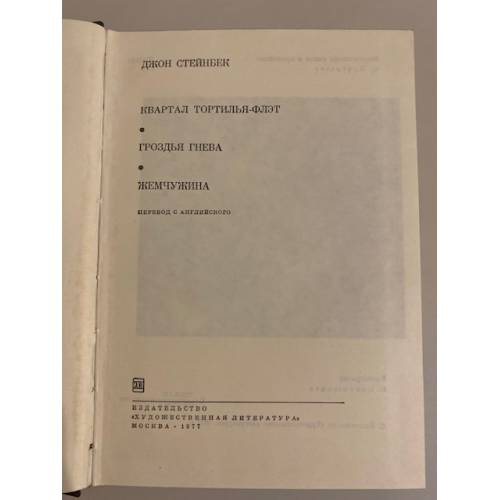 ДЖОН СТЕЙНБЕК
КВАРТАЛ ТОРТИЛЬЯ-ФЛЭТ
•
ГРОЗДЬЯ ГНЕВА
•
ЖЕМЧУЖИНА
ПЕРЕВОД С АНГЛИЙСКОГО
ИЗДАТЕЛЬСТВО
«ХУДОЖЕСТВЕННАЯ ЛИТЕРАТУРА»
МОСКВА • 1977